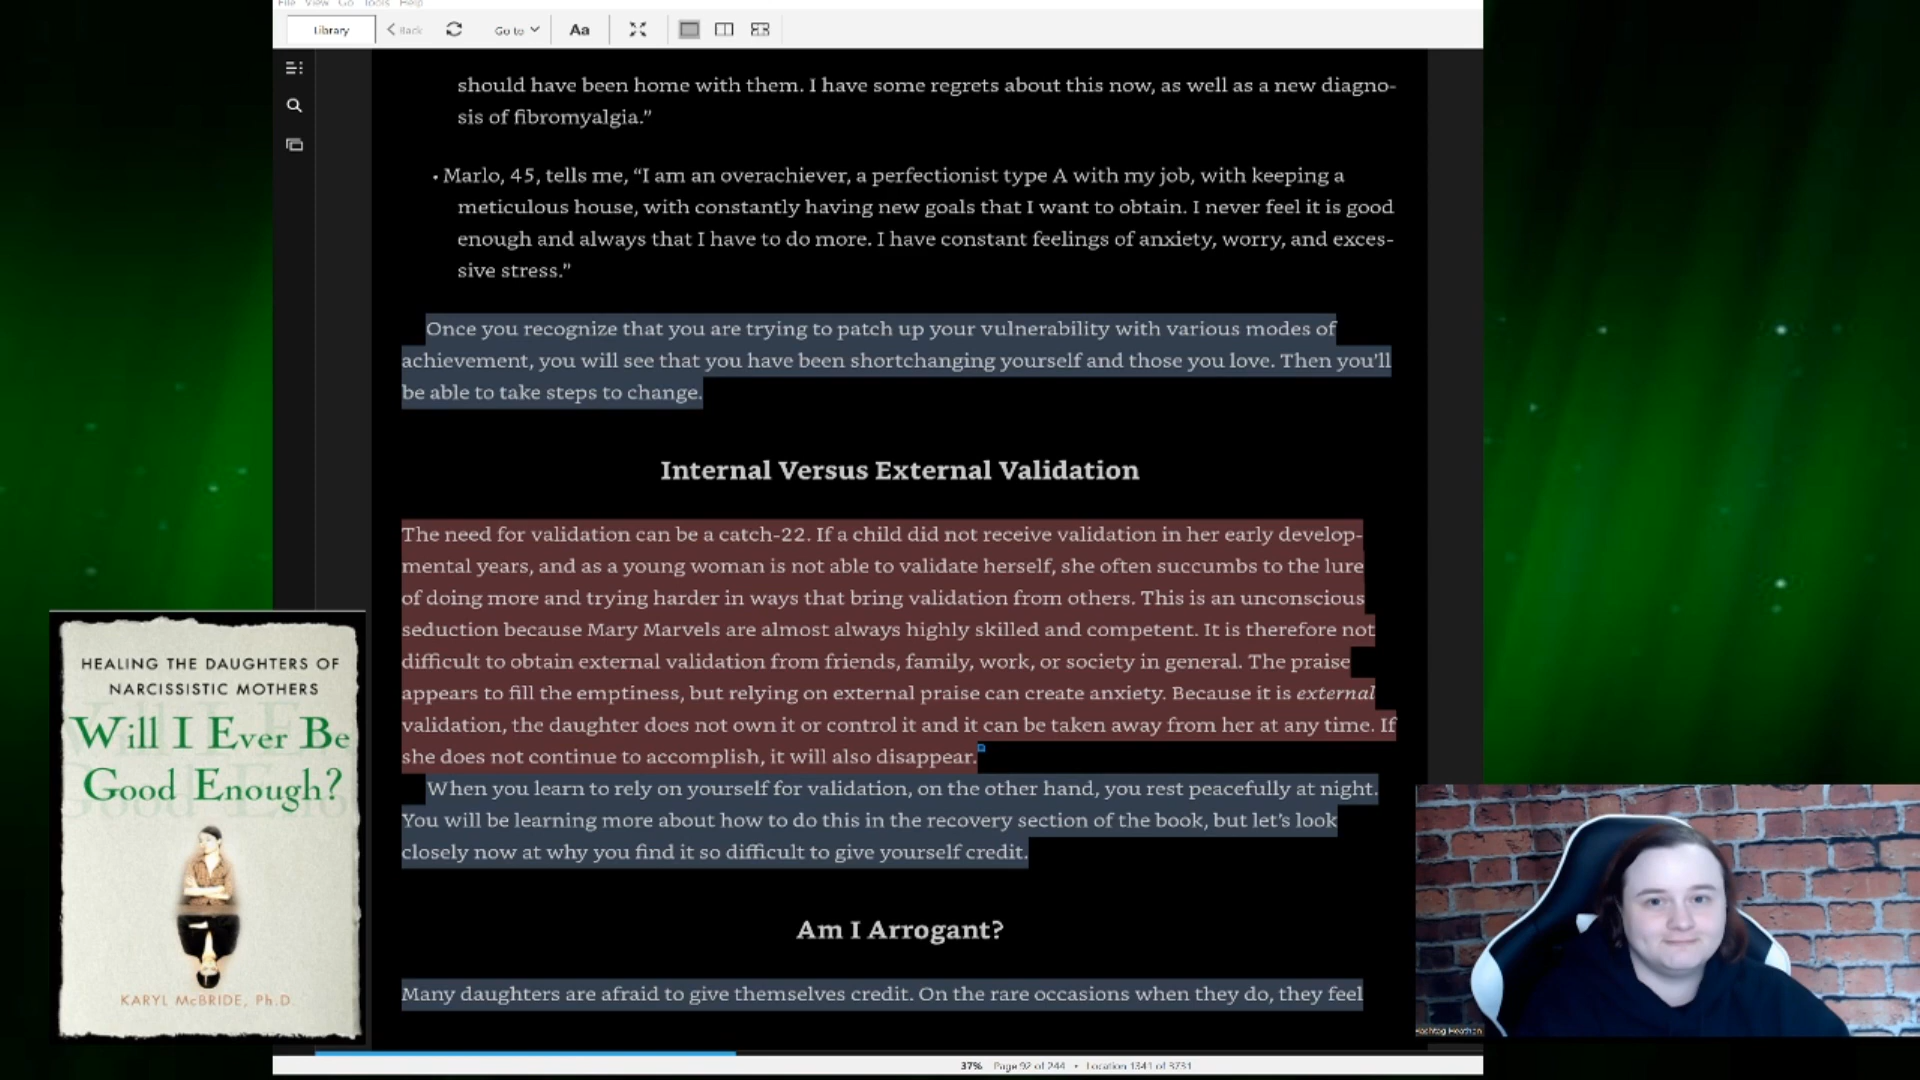 File View Go Tools Help
Library Back Go to Aa
should have been home with them. I have some regrets about this now, as well as a new diagno-
sis of fibromyalgia.”
• Marlo, 45, tells me, “I am an overachiever, a perfectionist type A with my job, with keeping a
meticulous house, with constantly having new goals that I want to obtain. I never feel it is good
enough and always that I have to do more. I have constant feelings of anxiety, worry, and exces-
sive stress.”
Once you recognize that you are trying to patch up your vulnerability with various modes of
achievement, you will see that you have been shortchanging yourself and those you love. Then you’ll
be able to take steps to change.
Internal Versus External Validation
The need for validation can be a catch-22. If a child did not receive validation in her early develop-
mental years, and as a young woman is not able to validate herself, she often succumbs to the lure
of doing more and trying harder in ways that bring validation from others. This is an unconscious
seduction because Mary Marvels are almost always highly skilled and competent. It is therefore not
difficult to obtain external validation from friends, family, work, or society in general. The praise
appears to fill the emptiness, but relying on external praise can create anxiety. Because it is external
validation, the daughter does not own it or control it and it can be taken away from her at any time. If
she does not continue to accomplish, it will also disappear.
When you learn to rely on yourself for validation, on the other hand, you rest peacefully at night.
You will be learning more about how to do this in the recovery section of the book, but let’s look
closely now at why you find it so difficult to give yourself credit.
Am I Arrogant?
Many daughters are afraid to give themselves credit. On the rare occasions when they do, they feel
37% Page 92 of 244 • Location 1341 of 3731
HEALING THE DAUGHTERS OF
NARCISSISTIC MOTHERS
Will I Ever Be
Good Enough?
KARYL McBRIDE, Ph.D.
Hashtag Heathen